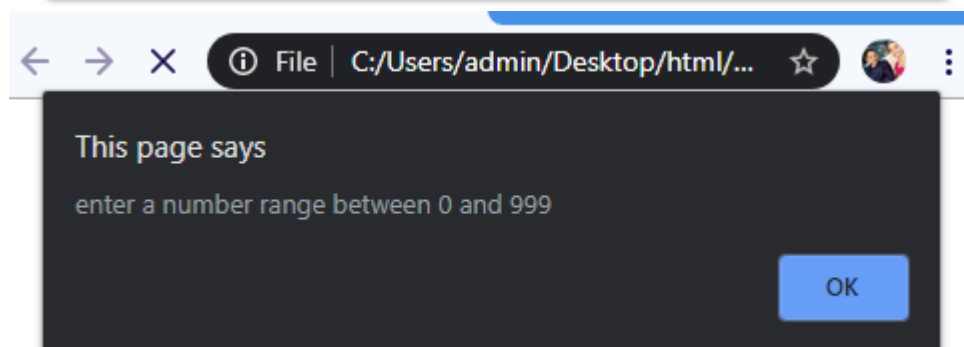 File C:/Users/admin/Desktop/html/...
This page says
enter a number range between 0 and 999
OK